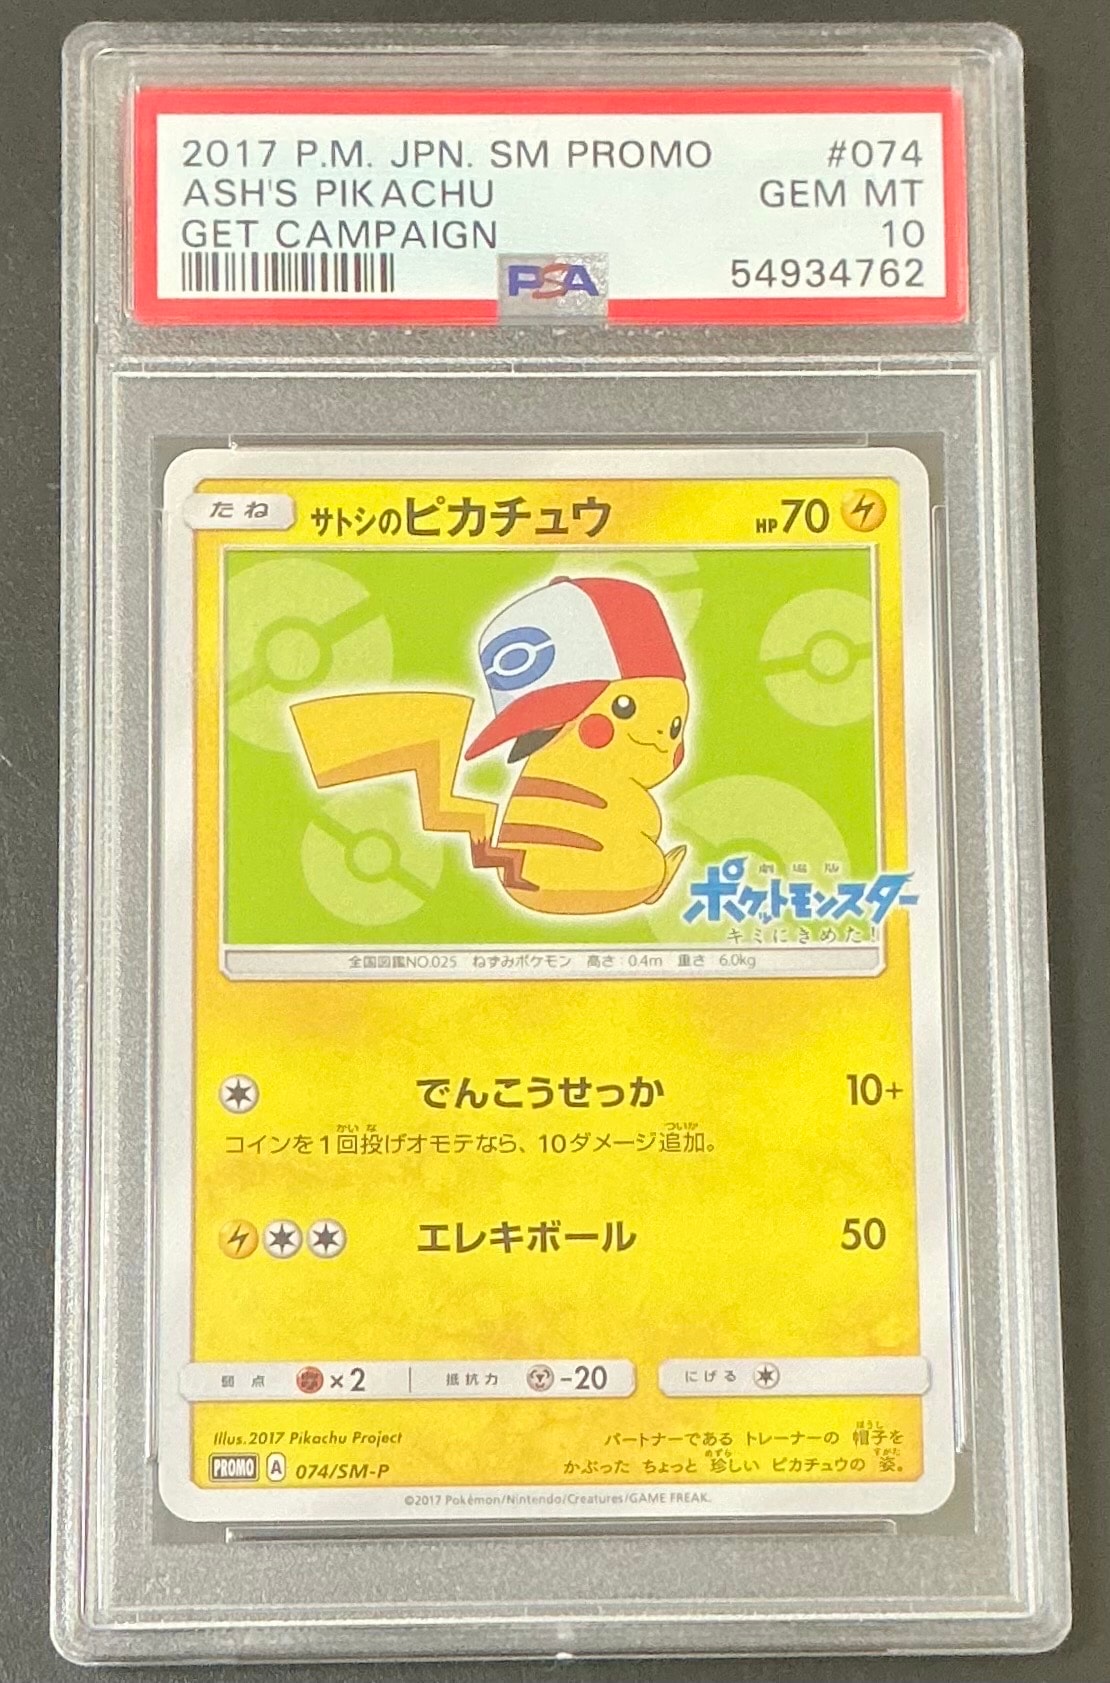 2017 P.M. JPN. SM PROMO #074
ASH'S PIKACHU GEM MT
GET CAMPAIGN 10
PSA 54934762
たね サトシのピカチュウ HP70
劇場版
ポケットモンスター
キミにきめた!
全国図鑑NO.025 ねずみポケモン 高さ:0.4m 重さ:6.0kg
でんこうせっか 10+
コインを1回投げオモテなら、10ダメージ追加。
エレキボール 50
弱点 ×2 抵抗力 -20 にげる
Illus.2017 Pikachu Project
パートナーである トレーナーの 帽子を
かぶった ちょっと 珍しい ピカチュウの 姿。
PROMO A 074/SM-P
©2017 Pokémon/Nintendo/Creatures/GAME FREAK.